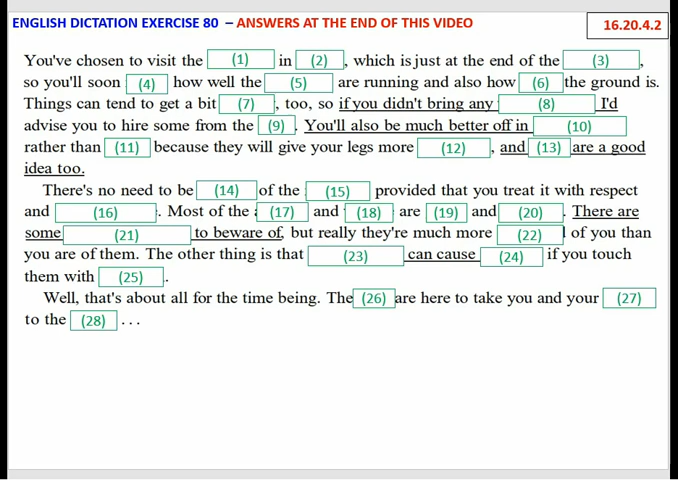 ENGLISH DICTATION EXERCISE 80 – ANSWERS AT THE END OF THIS VIDEO
16.20.4.2
You've chosen to visit the (1) in (2), which is just at the end of the (3),
so you'll soon (4) how well the (5) are running and also how (6) the ground is.
Things can tend to get a bit (7), too, so if you didn't bring any (8) I'd
advise you to hire some from the (9). You'll also be much better off in (10)
rather than (11) because they will give your legs more (12), and (13) are a good
idea too.
There's no need to be (14) of the (15) provided that you treat it with respect
and (16). Most of the (17) and (18) are (19) and (20). There are
some (21) to beware of, but really they're much more (22) of you than
you are of them. The other thing is that (23) can cause (24) if you touch
them with (25).
Well, that's about all for the time being. The (26) are here to take you and your (27)
to the (28) ...